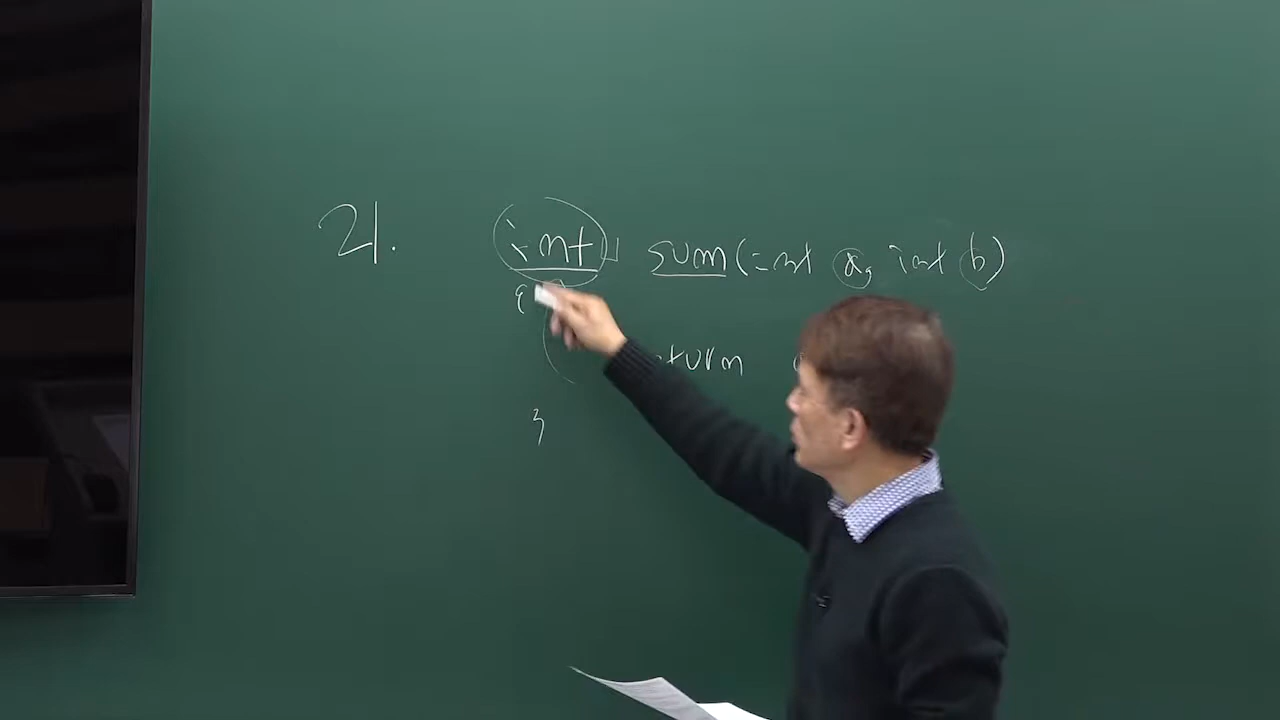 21. int sum(int a, int b)
{
return
}